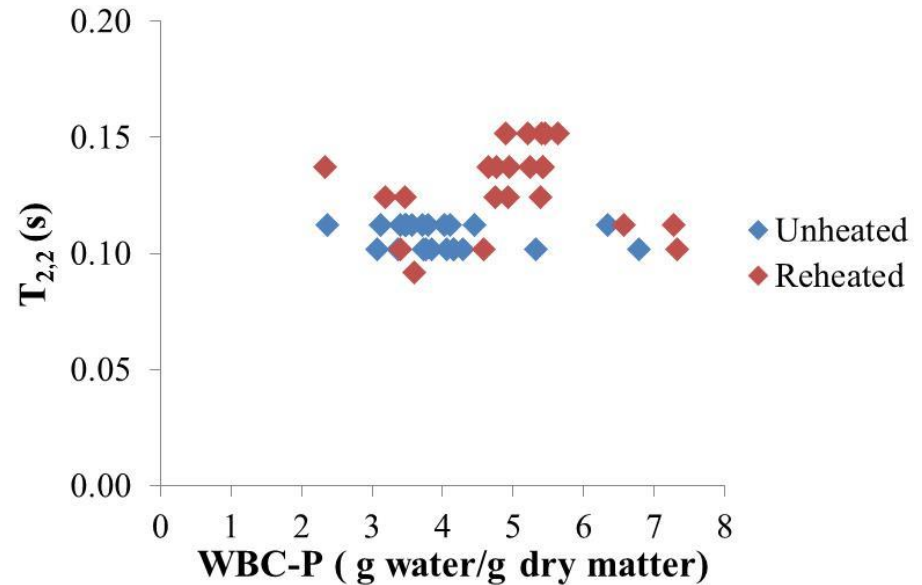 0.20
0.15
0.10
0.05
0.00
T2,2 (s)
0 1 2 3 4 5 6 7 8
WBC-P ( g water/g dry matter)
Unheated
Reheated